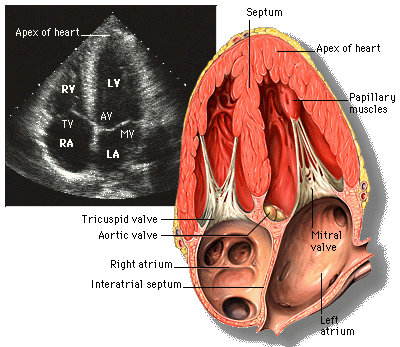 Septum
Apex of heart
Apex of heart
RV
LV
Papillary
muscles
TV
AV
MV
RA
LA
Tricuspid valve
Aortic valve
Mitral
valve
Right atrium
Interatrial septum
Left
atrium